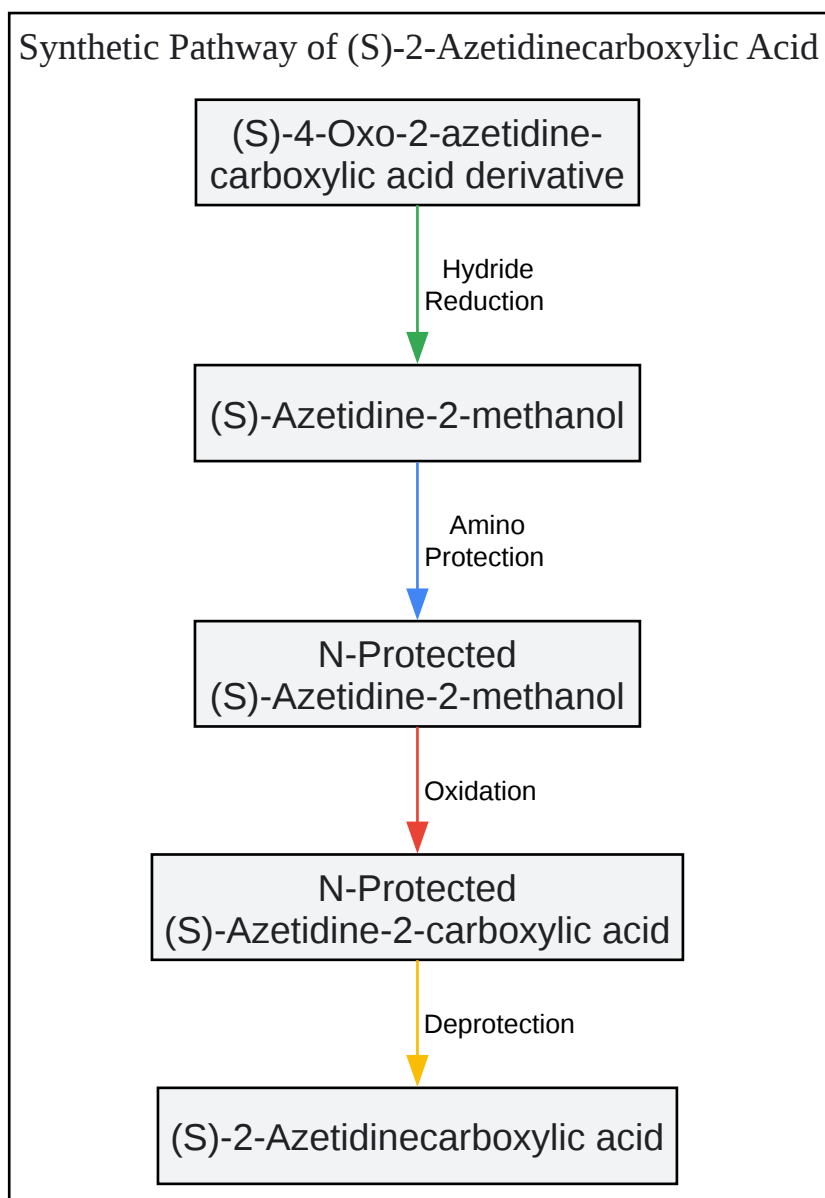 Synthetic Pathway of (S)-2-Azetidinecarboxylic Acid
(S)-4-Oxo-2-azetidine-
carboxylic acid derivative
Hydride
Reduction
(S)-Azetidine-2-methanol
Amino
Protection
N-Protected
(S)-Azetidine-2-methanol
Oxidation
N-Protected
(S)-Azetidine-2-carboxylic acid
Deprotection
(S)-2-Azetidinecarboxylic acid